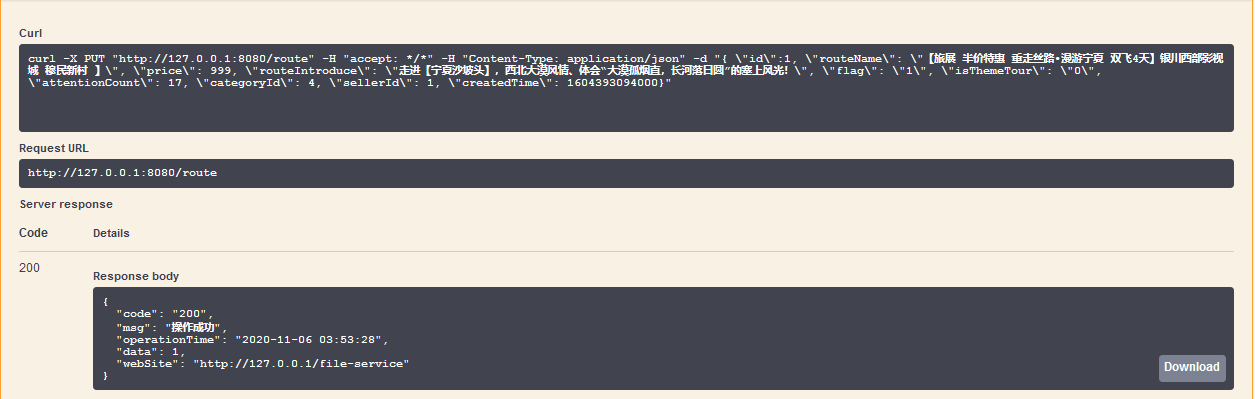 Curl
curl -X PUT "http://127.0.0.1:8080/route" -H "accept: */*" -H "Content-Type: application/json" -d "{ \"id\":1, \"routeName\": \"【旅展 半价特惠 重走丝路•漫游宁夏 双飞4天】银川西部影视
城 穆民新村 】\", \"price\": 999, \"routeIntroduce\": \"走进【宁夏沙坡头】，西北大漠风情、体会“大漠孤烟直，长河落日圆”的塞上风光！\", \"flag\": \"1\", \"isThemeTour\": \"0\",
\"attentionCount\": 17, \"categoryId\": 4, \"sellerId\": 1, \"createdTime\": 1604393094000}"
Request URL
http://127.0.0.1:8080/route
Server response
Code Details
200
Response body
{
"code": "200",
"msg": "操作成功",
"operationTime": "2020-11-06 03:53:28",
"data": 1,
"webSite": "http://127.0.0.1/file-service"
}
Download